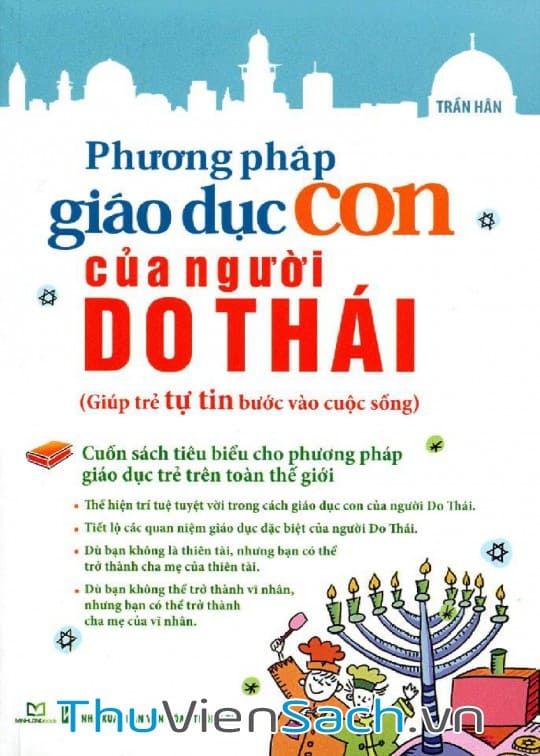 TRẦN HÂN
Phương pháp
giáo dục con
của người
DO THÁI
(Giúp trẻ tự tin bước vào cuộc sống)
Cuốn sách tiêu biểu cho phương pháp
giáo dục trẻ trên toàn thế giới
• Thể hiện trí tuệ tuyệt vời trong cách giáo dục con của người Do Thái.
• Tiết lộ các quan niệm giáo dục đặc biệt của người Do Thái.
• Dù bạn không là thiên tài, nhưng bạn có thể
trở thành cha mẹ của thiên tài.
• Dù bạn không thể trở thành vĩ nhân,
nhưng bạn có thể trở thành
cha mẹ của vĩ nhân.
ThuVienSach.vn